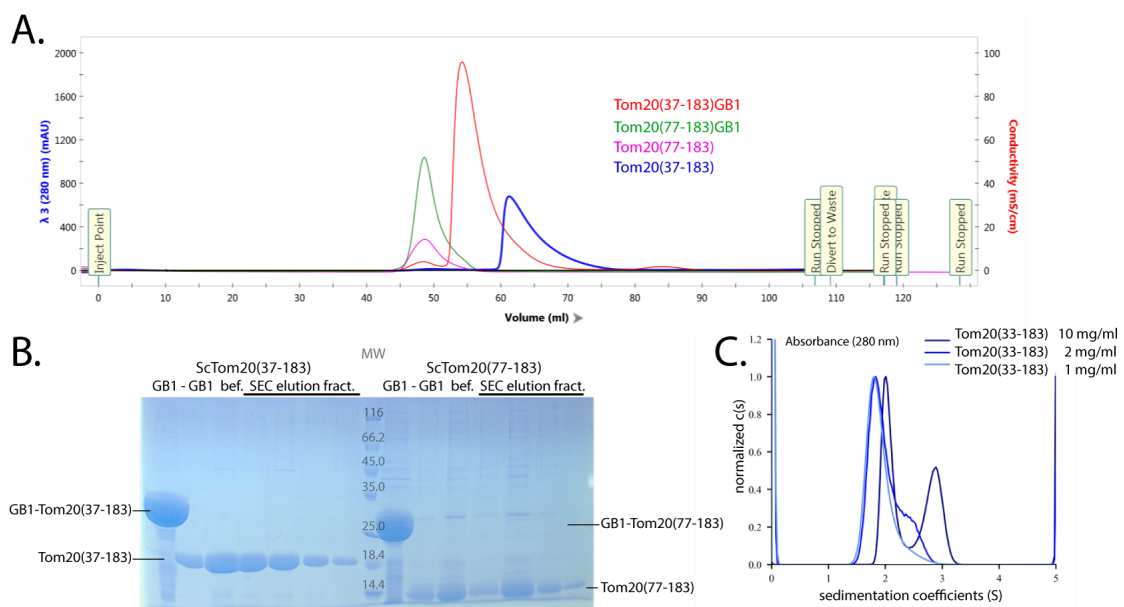 A.
2000
1600
1200
800
400
0
λ 3 (280 nm) (mAU)
100
80
60
40
20
0
Conductivity (mS/cm)
Tom20(37-183)GB1
Tom20(77-183)GB1
Tom20(77-183)
Tom20(37-183)
Inject Point
Run Stopped
Divert to Waste
Run Stopped
Run Stopped
Run Stopped
0 10 20 30 40 50 60 70 80 90 100 110 120
Volume (ml)
B.
MW
ScTom20(37-183) ScTom20(77-183)
GB1 - GB1 bef. SEC elution fract. GB1 - GB1 bef. SEC elution fract.
116
66.2
45.0
35.0
25.0
18.4
14.4
GB1-Tom20(37-183)
Tom20(37-183)
GB1-Tom20(77-183)
Tom20(77-183)
C.
Absorbance (280 nm)
Tom20(33-183) 10 mg/ml
Tom20(33-183) 2 mg/ml
Tom20(33-183) 1 mg/ml
1.2
1.0
0.8
0.6
0.4
0.2
0.0
normalized c(s)
0 1 2 3 4 5
sedimentation coefficients (S)